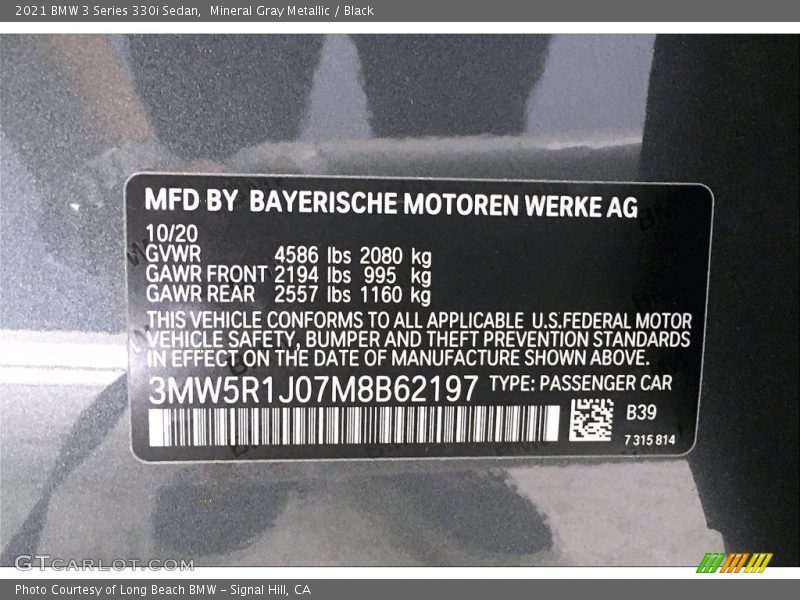 2021 BMW 3 Series 330i Sedan,  Mineral Gray Metallic / Black
MFD BY BAYERISCHE MOTOREN WERKE AG
10/20
GVWR 4586 lbs 2080 kg
GAWR FRONT 2194 lbs 995 kg
GAWR REAR 2557 lbs 1160 kg
THIS VEHICLE CONFORMS TO ALL APPLICABLE U.S.FEDERAL MOTOR
VEHICLE SAFETY, BUMPER AND THEFT PREVENTION STANDARDS
IN EFFECT ON THE DATE OF MANUFACTURE SHOWN ABOVE.
3MW5R1J07M8B62197 TYPE: PASSENGER CAR
B39
7 315 814
GTcarlot.com
Photo Courtesy of Long Beach BMW – Signal Hill, CA